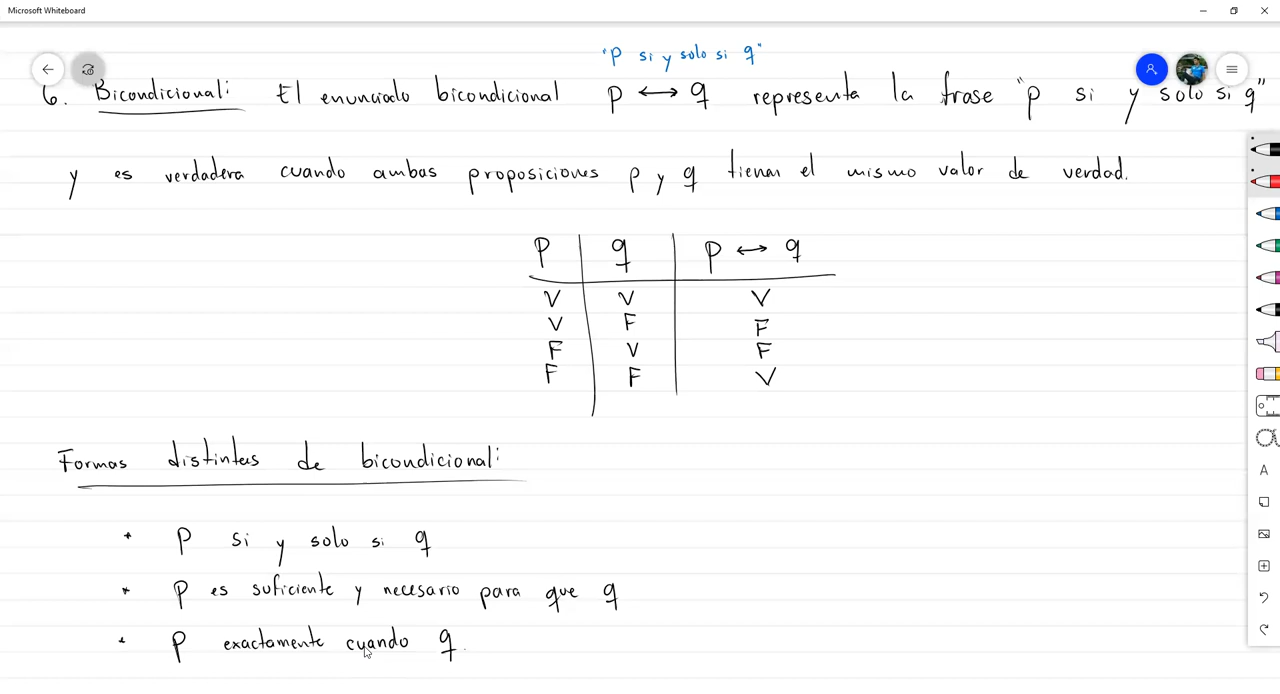 Microsoft Whiteboard
"p si y solo si q"
6. Bicondicional: El enunciado bicondicional p ↔ q representa la frase "p si y solo si q"
y es verdadera cuando ambas proposiciones p y q tienen el mismo valor de verdad.
p q p ↔ q
V V V
V F F
F V F
F F V
Formas distintas de bicondicional:
* p si y solo si q
* p es suficiente y necesario para que q
* p exactamente cuando q.
A